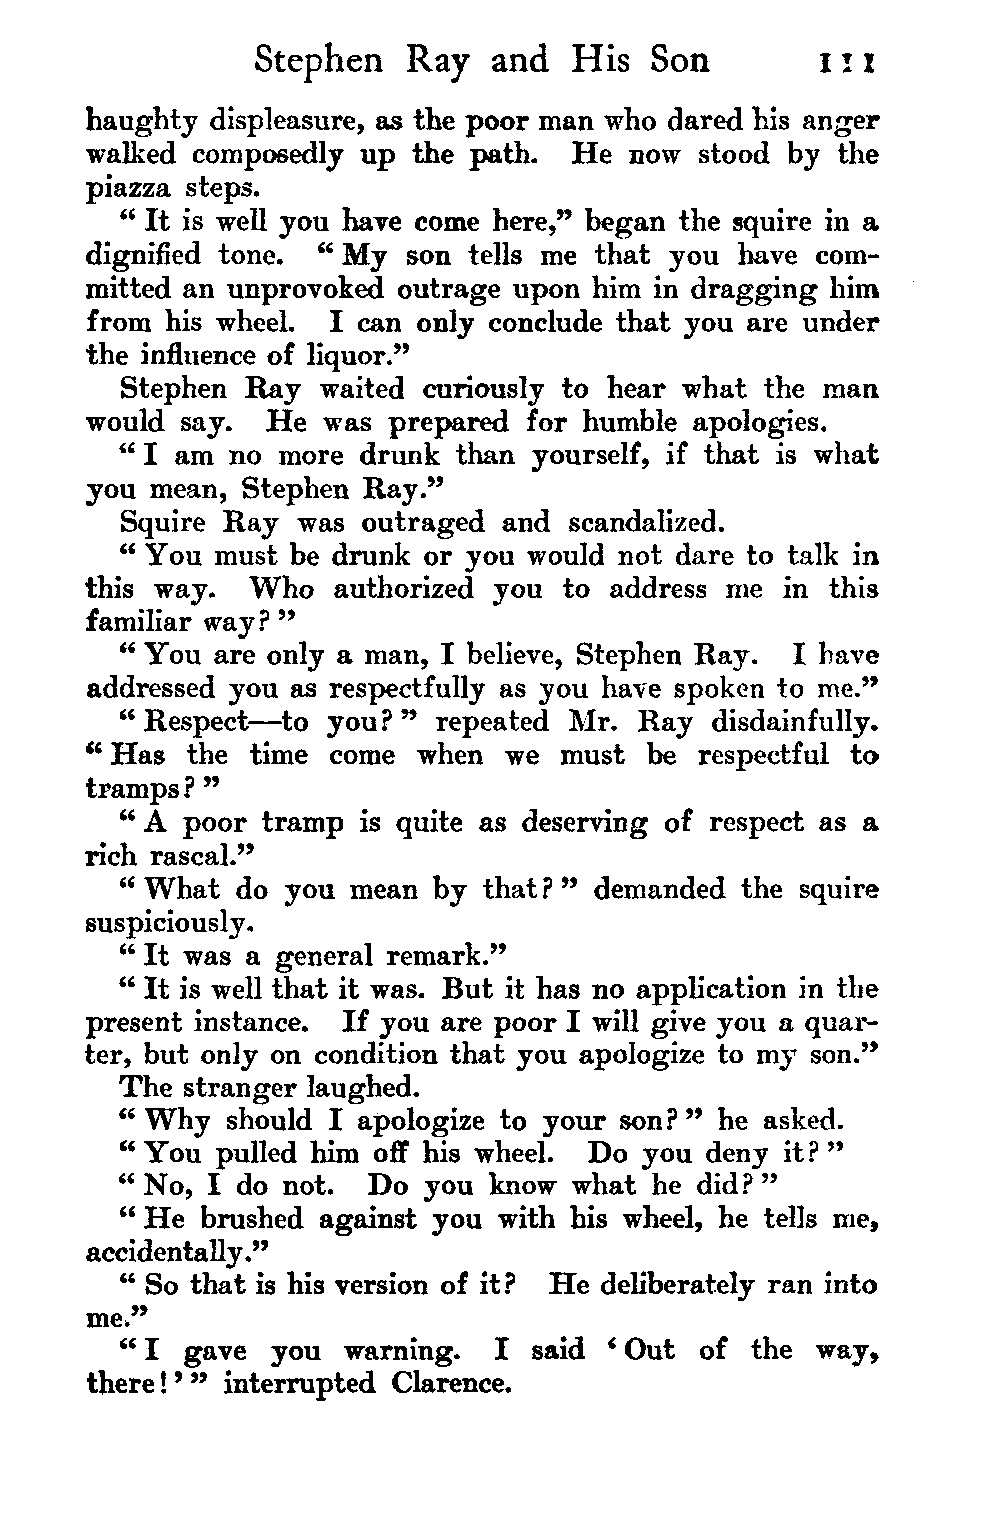 Stephen Ray and His Son 111
haughty displeasure, as the poor man who dared his anger
walked composedly up the path. He now stood by the
piazza steps.
“ It is well you have come here,” began the squire in a
dignified tone. “ My son tells me that you have com-
mitted an unprovoked outrage upon him in dragging him
from his wheel. I can only conclude that you are under
the influence of liquor.”
Stephen Ray waited curiously to hear what the man
would say. He was prepared for humble apologies.
“ I am no more drunk than yourself, if that is what
you mean, Stephen Ray.”
Squire Ray was outraged and scandalized.
“ You must be drunk or you would not dare to talk in
this way. Who authorized you to address me in this
familiar way? ”
“ You are only a man, I believe, Stephen Ray. I have
addressed you as respectfully as you have spoken to me.”
“ Respect—to you? ” repeated Mr. Ray disdainfully.
“ Has the time come when we must be respectful to
tramps? ”
“ A poor tramp is quite as deserving of respect as a
rich rascal.”
“ What do you mean by that? ” demanded the squire
suspiciously.
“ It was a general remark.”
“ It is well that it was. But it has no application in the
present instance. If you are poor I will give you a quar-
ter, but only on condition that you apologize to my son.”
The stranger laughed.
“ Why should I apologize to your son? ” he asked.
“ You pulled him off his wheel. Do you deny it? ”
“ No, I do not. Do you know what he did? ”
“ He brushed against you with his wheel, he tells me,
accidentally.”
“ So that is his version of it? He deliberately ran into
me.”
“ I gave you warning. I said ‘ Out of the way,
there! ’ ” interrupted Clarence.